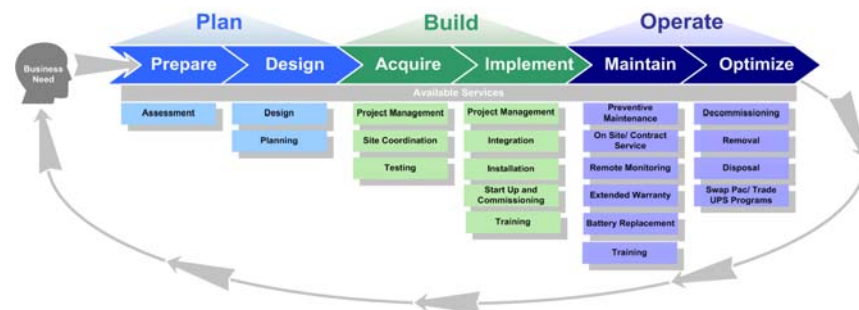 Plan
Build
Operate
Business
Need
Prepare
Design
Acquire
Implement
Maintain
Optimize
Available Services
Assessment
Design
Planning
Project Management
Site Coordination
Testing
Project Management
Integration
Installation
Start Up and
Commissioning
Training
Preventive
Maintenance
On Site/ Contract
Service
Remote Monitoring
Extended Warranty
Battery Replacement
Training
Decommissioning
Removal
Disposal
Swap Pac/ Trade
UPS Programs